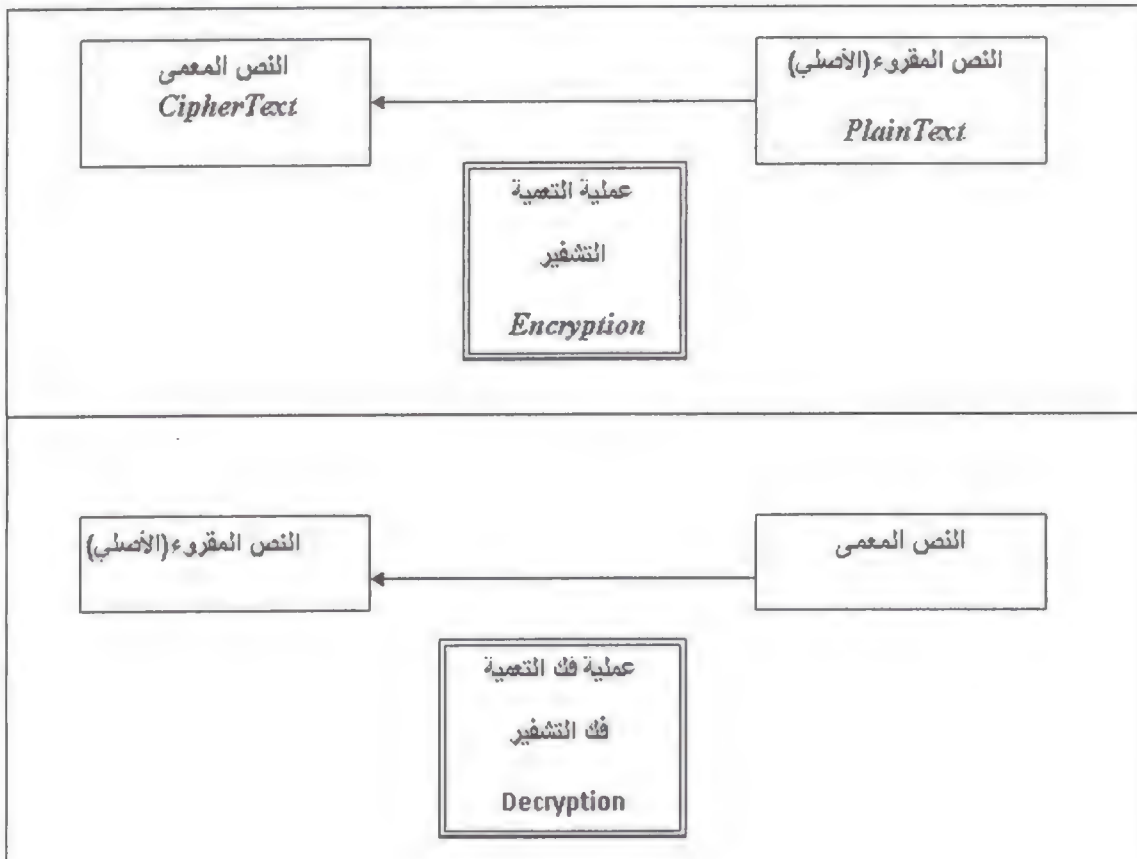 النص المقروء(الأصلي)
PlainText
النص المعمى
CipherText
عملية التعمية
التشفير
Encryption
النص المعمى
النص المقروء(الأصلي)
عملية فك التعمية
فك التشفير
Decryption